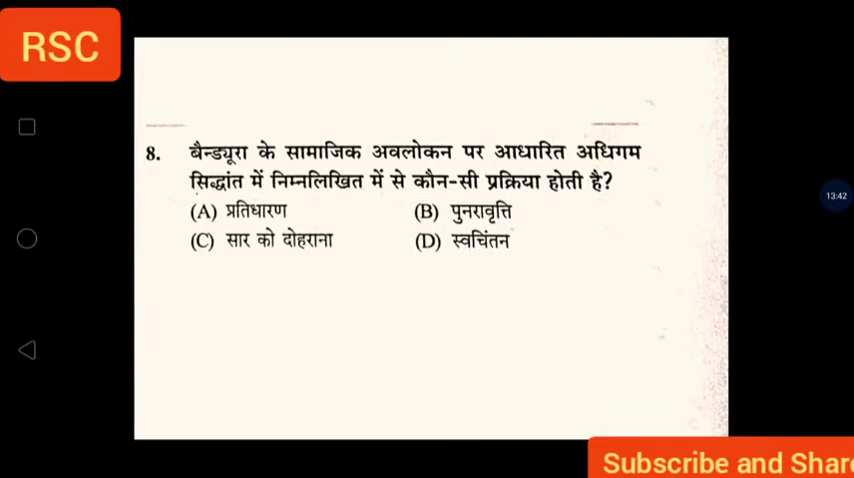 RSC
8. बैन्ड्यूरा के सामाजिक अवलोकन पर आधारित अधिगम
सिद्धांत में निम्नलिखित में से कौन-सी प्रक्रिया होती है?
(A) प्रतिधारण (B) पुनरावृत्ति
(C) सार को दोहराना (D) स्वचिंतन
13:42
Subscribe and Share